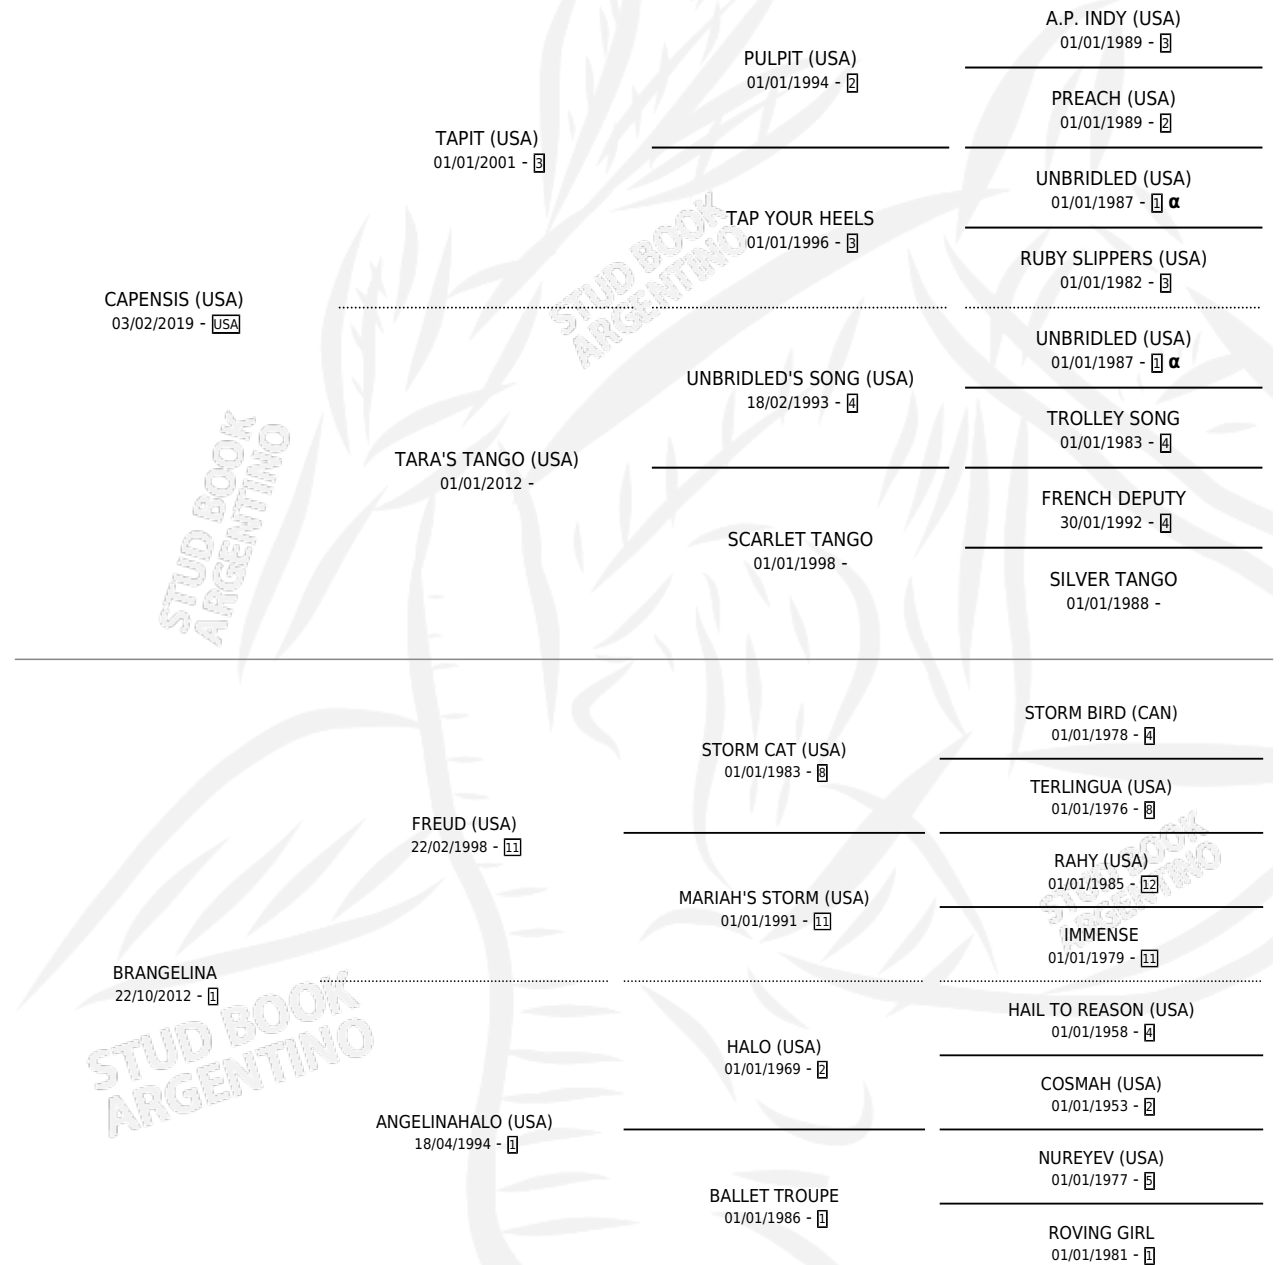 A.P. INDY (USA)
01/01/1989 - 3
PULPIT (USA)
01/01/1994 - 2
PREACH (USA)
01/01/1989 - 2
TAPIT (USA)
01/01/2001 - 3
UNBRIDLED (USA)
01/01/1987 - 1 α
TAP YOUR HEELS
01/01/1996 - 3
RUBY SLIPPERS (USA)
01/01/1982 - 3
CAPENSIS (USA)
03/02/2019 - USA
UNBRIDLED (USA)
01/01/1987 - 1 α
UNBRIDLED'S SONG (USA)
18/02/1993 - 4
TROLLEY SONG
01/01/1983 - 4
TARA'S TANGO (USA)
01/01/2012 -
FRENCH DEPUTY
30/01/1992 - 4
SCARLET TANGO
01/01/1998 -
SILVER TANGO
01/01/1988 -
STORM BIRD (CAN)
01/01/1978 - 4
STORM CAT (USA)
01/01/1983 - 8
TERLINGUA (USA)
01/01/1976 - 8
FREUD (USA)
22/02/1998 - 11
RAHY (USA)
01/01/1985 - 12
MARIAH'S STORM (USA)
01/01/1991 - 11
IMMENSE
01/01/1979 - 11
BRANGELINA
22/10/2012 - 1
HAIL TO REASON (USA)
01/01/1958 - 4
HALO (USA)
01/01/1969 - 2
COSMAH (USA)
01/01/1953 - 2
ANGELINAHALO (USA)
18/04/1994 - 1
NUREYEV (USA)
01/01/1977 - 5
BALLET TROUPE
01/01/1986 - 1
ROVING GIRL
01/01/1981 - 1
STUD BOOK
ARGENTINO
STUD BOOK
ARGENTINO
STUD BOOK
ARGENTINO
STUD BOOK
ARGENTINO